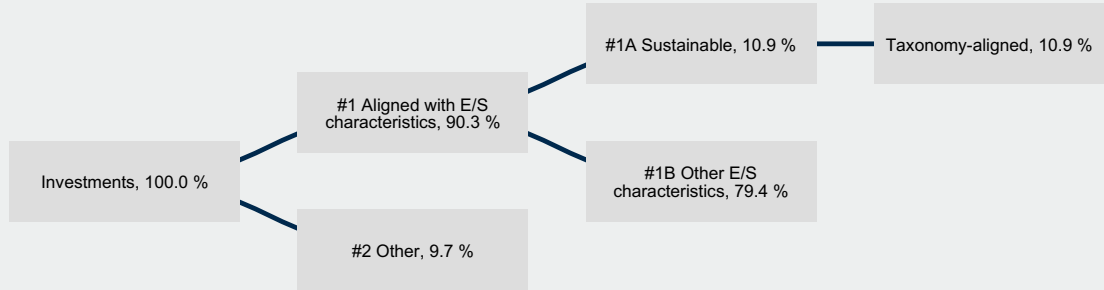 #1A Sustainable, 10.9 %
Taxonomy-aligned, 10.9 %
#1 Aligned with E/S
characteristics, 90.3 %
Investments, 100.0 %
#1B Other E/S
characteristics, 79.4 %
#2 Other, 9.7 %